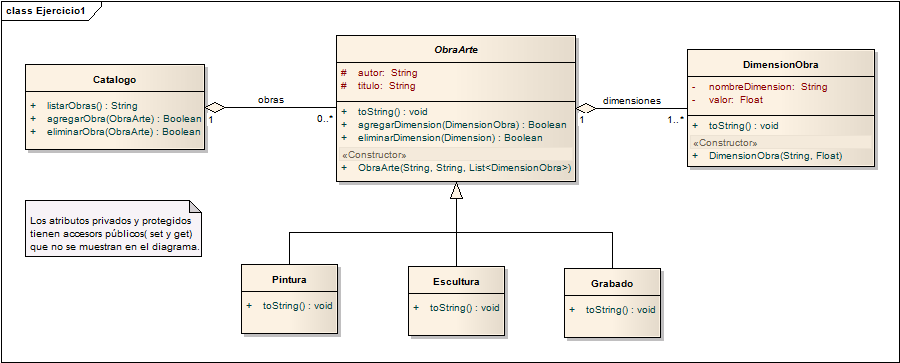 class Ejercicio1
Catalogo
+ listarObras() : String
+ agregarObra(ObraArte) : Boolean
+ eliminarObra(ObraArte) : Boolean
obras
1
0..*
ObraArte
# autor: String
# titulo: String
+ toString() : void
+ agregarDimension(DimensionObra) : Boolean
+ eliminarDimension(Dimension) : Boolean
«Constructor»
+ ObraArte(String, String, List<DimensionObra>)
dimensiones
1
1..*
DimensionObra
- nombreDimension: String
- valor: Float
+ toString() : void
«Constructor»
+ DimensionObra(String, Float)
Los atributos privados y protegidos
tienen accesors públicos( set y get)
que no se muestran en el diagrama.
Pintura
+ toString() : void
Escultura
+ toString() : void
Grabado
+ toString() : void